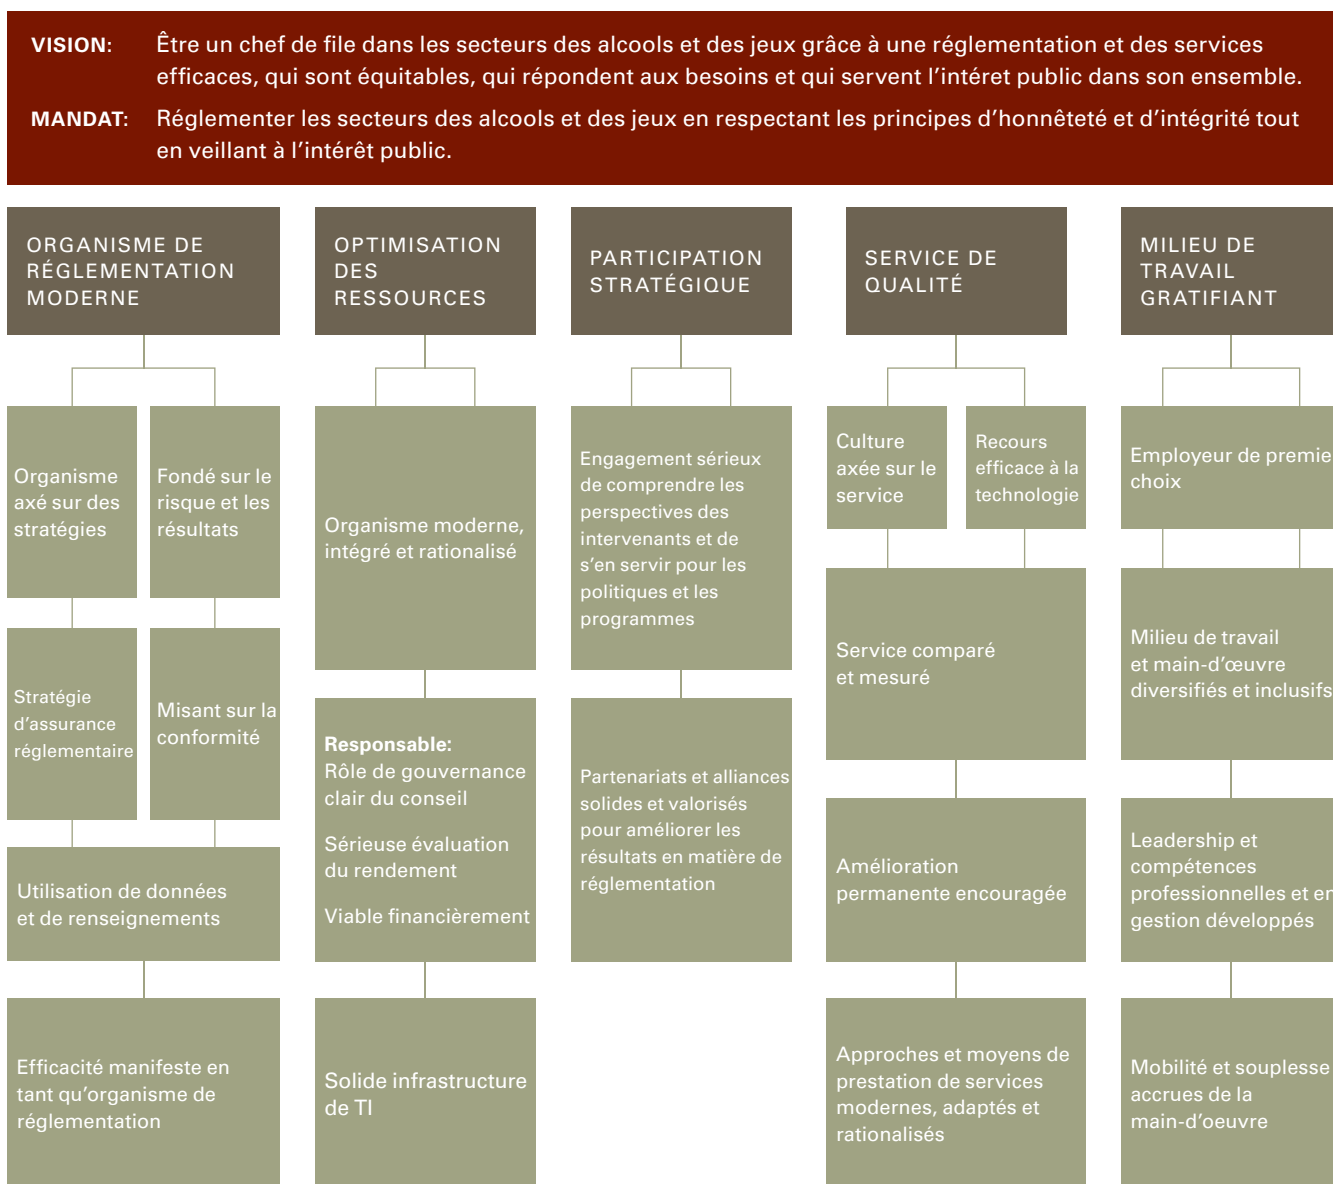 VISION: Être un chef de file dans les secteurs des alcools et des jeux grâce à une réglementation et des services
efficaces, qui sont équitables, qui répondent aux besoins et qui servent l’intéret public dans son ensemble.
MANDAT: Réglementer les secteurs des alcools et des jeux en respectant les principes d’honnêteté et d’intégrité tout
en veillant à l’intérêt public.
ORGANISME DE
RÉGLEMENTATION
MODERNE
Organisme
axé sur des
stratégies
Fondé sur le
risque et les
résultats
Stratégie
d’assurance
réglementaire
Misant sur la
conformité
Utilisation de données
et de renseignements
Efficacité manifeste en
tant qu’organisme de
réglementation
OPTIMISATION
DES
RESSOURCES
Organisme moderne,
intégré et rationalisé
Responsable:
Rôle de gouvernance
clair du conseil
Sérieuse évaluation
du rendement
Viable financièrement
Solide infrastructure
de TI
PARTICIPATION
STRATÉGIQUE
Engagement sérieux
de comprendre les
perspectives des
intervenants et de
s’en servir pour les
politiques et les
programmes
Partenariats et alliances
solides et valorisés
pour améliorer les
résultats en matière de
réglementation
SERVICE DE
QUALITÉ
Culture
axée sur le
service
Recours
efficace à la
technologie
Service comparé
et mesuré
Amélioration
permanente encouragée
Approches et moyens de
prestation de services
modernes, adaptés et
rationalisés
MILIEU DE
TRAVAIL
GRATIFIANT
Employeur de premie
choix
Milieu de travail
et main-d’œuvre
diversifiés et inclusifs
Leadership et
compétences
professionnelles et en
gestion développés
Mobilité et souplesse
accrues de la
main-d’oeuvre